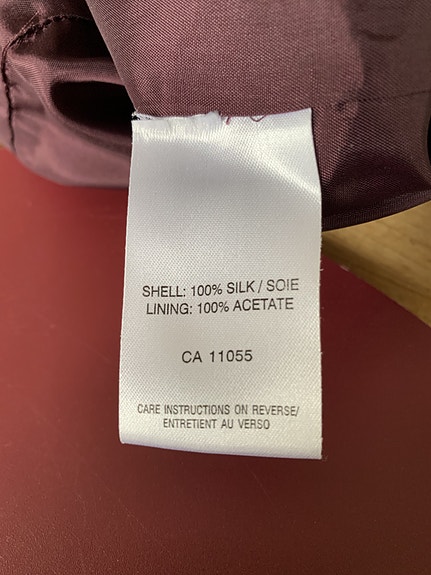 SHELL: 100% SILK / SOIE
LINING: 100% ACETATE
CA 11055
CARE INSTRUCTIONS ON REVERSE/
ENTRETIENT AU VERSO